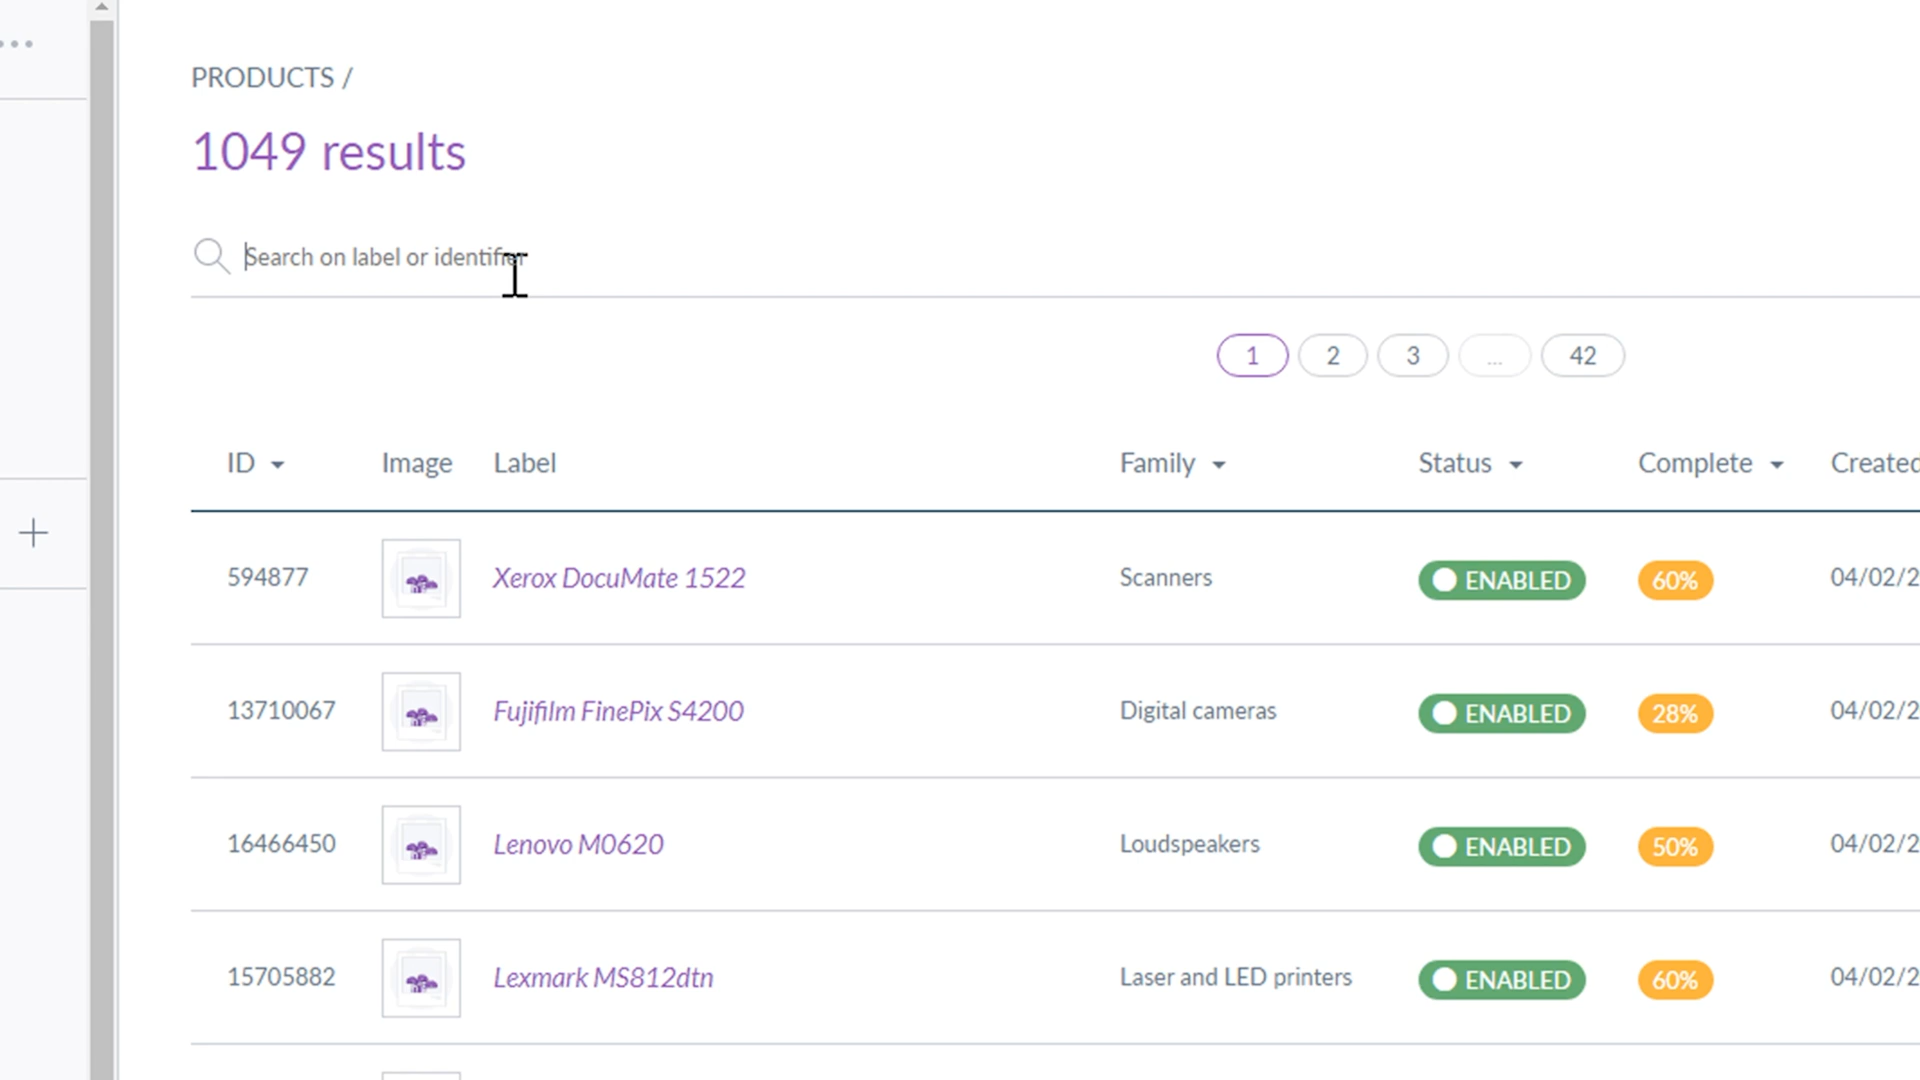 PRODUCTS /
1049 results
Search on label or identifier
1 2 3 ... 42
ID Image Label Family Status Complete Created
594877 Xerox DocuMate 1522 Scanners ENABLED 60% 04/02/2
13710067 Fujifilm FinePix S4200 Digital cameras ENABLED 28% 04/02/2
16466450 Lenovo M0620 Loudspeakers ENABLED 50% 04/02/2
15705882 Lexmark MS812dtn Laser and LED printers ENABLED 60% 04/02/2